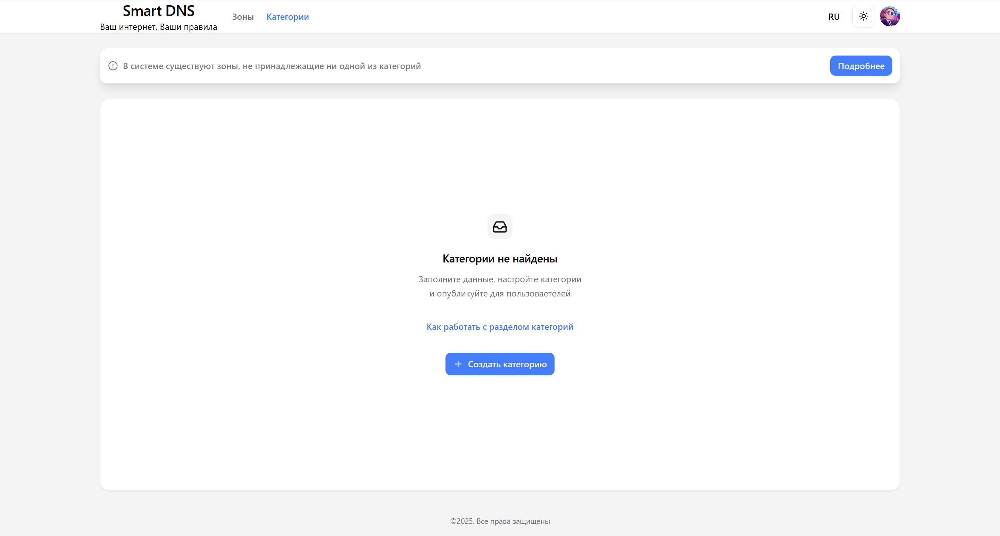 Smart DNS
Ваш интернет. Ваши правила
Зоны
Категории
RU
В системе существуют зоны, не принадлежащие ни одной из категорий
Подробнее
Категории не найдены
Заполните данные, настройте категории
и опубликуйте для пользоваетелей
Как работать с разделом категорий
Создать категорию
©2025. Все права защищены